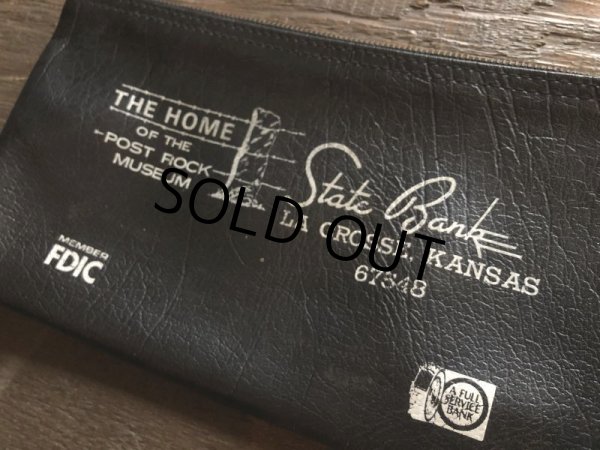 THE HOME
OF THE
POST ROCK
MUSEUM
State Bank
LA CROSSE, KANSAS
67548
SOLD OUT
MEMBER
FDIC
A FULL
SERVICE
BANK